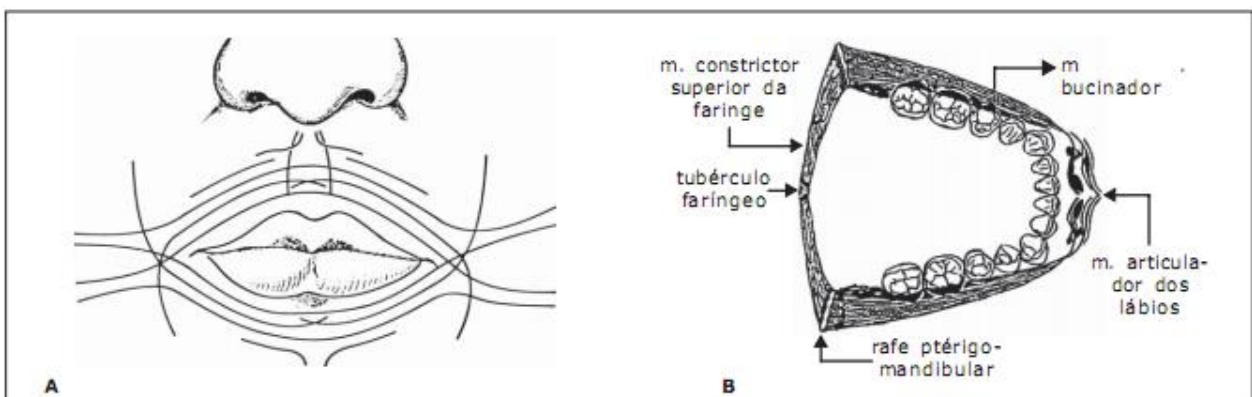 m. constrictor
superior da
faringe
m
bucinador
tubérculo
faríngeo
m. articula-
dor dos
lábios
rafe ptérigo-
mandibular
A
B